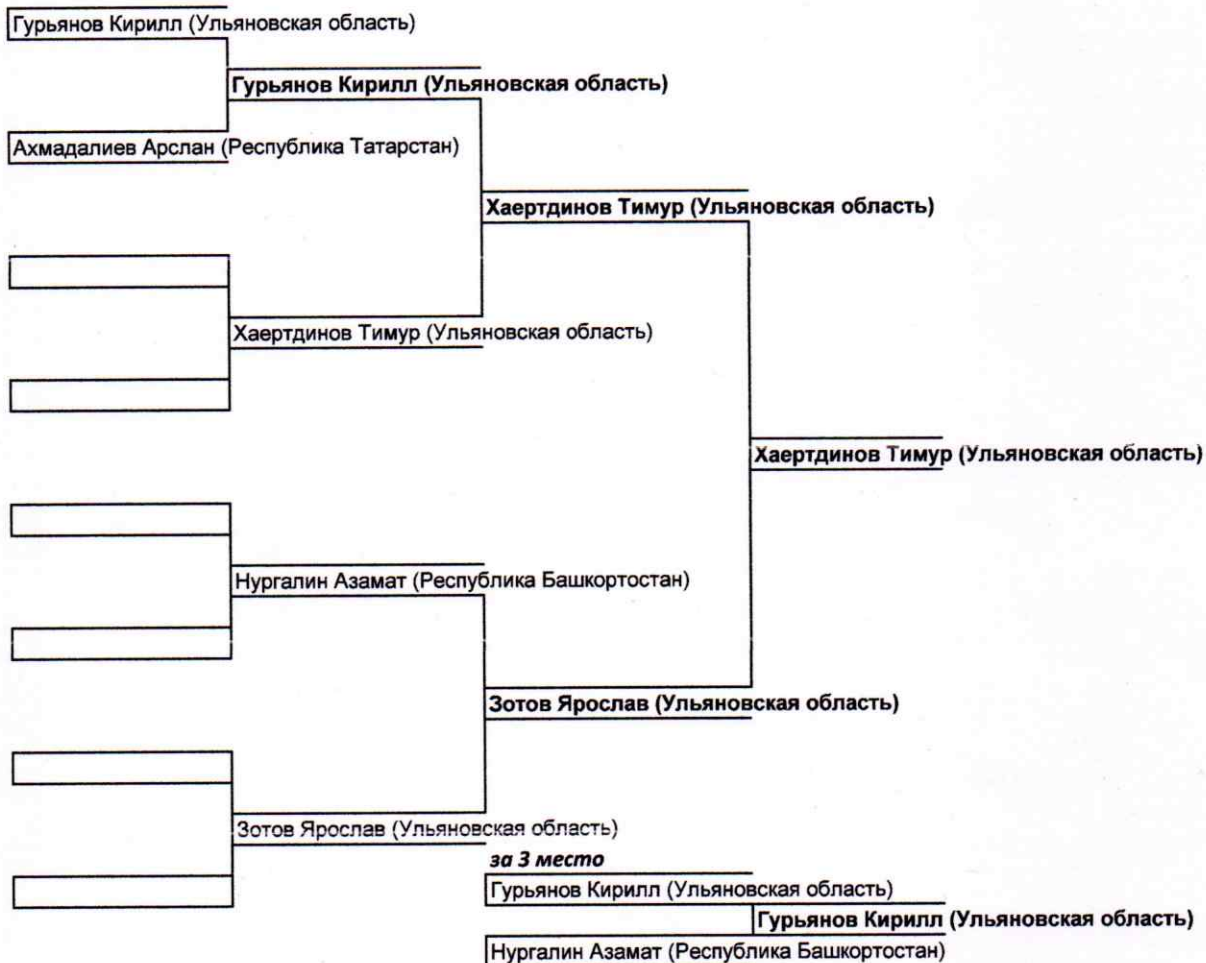 Гурьянов Кирилл (Ульяновская область)
Гурьянов Кирилл (Ульяновская область)
Ахмадалиев Арслан (Республика Татарстан)
Хаертдинов Тимур (Ульяновская область)
Хаертдинов Тимур (Ульяновская область)
Хаертдинов Тимур (Ульяновская область)
Нургалин Азамат (Республика Башкортостан)
Зотов Ярослав (Ульяновская область)
Зотов Ярослав (Ульяновская область)
за 3 место
Гурьянов Кирилл (Ульяновская область)
Гурьянов Кирилл (Ульяновская область)
Нургалин Азамат (Республика Башкортостан)